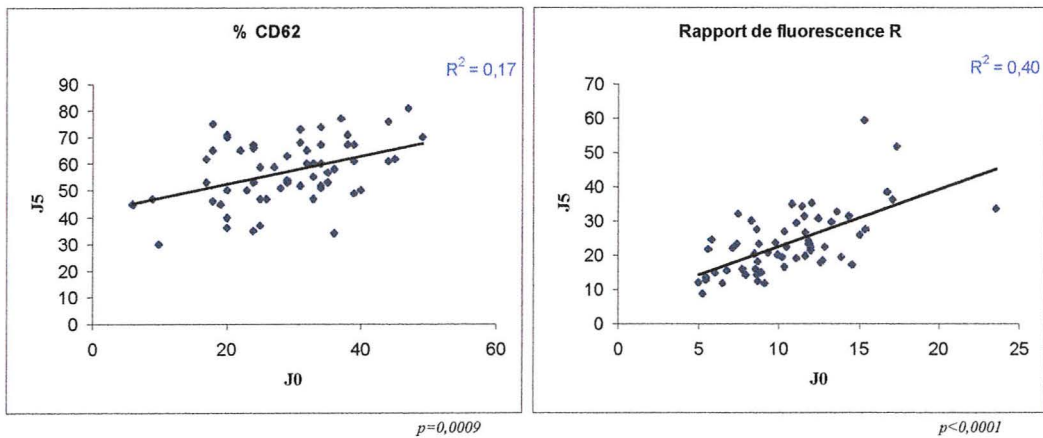 % CD62
R² = 0,17
90
80
70
60
50
40
30
20
10
0
J5
0 20 40 60
J0
p=0,0009
Rapport de fluorescence R
R² = 0,40
70
60
50
40
30
20
10
0
J5
0 5 10 15 20 25
J0
p<0,0001